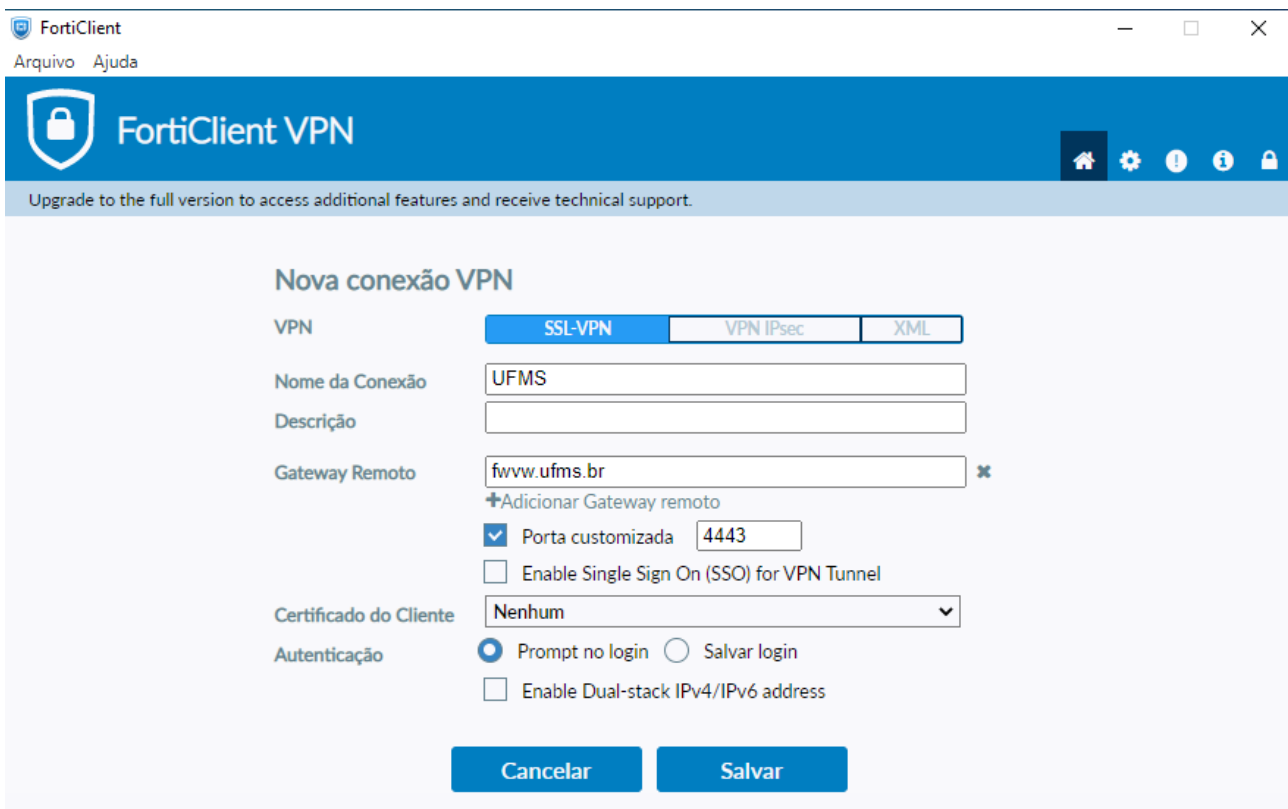 FortiClient
Arquivo Ajuda
FortiClient VPN
Upgrade to the full version to access additional features and receive technical support.
Nova conexão VPN
VPN SSL-VPN VPN IPsec XML
Nome da Conexão UFMS
Descrição
Gateway Remoto fwvw.ufms.br
+Adicionar Gateway remoto
Porta customizada 4443
Enable Single Sign On (SSO) for VPN Tunnel
Certificado do Cliente Nenhum
Autenticação Prompt no login Salvar login
Enable Dual-stack IPv4/IPv6 address
Cancelar Salvar